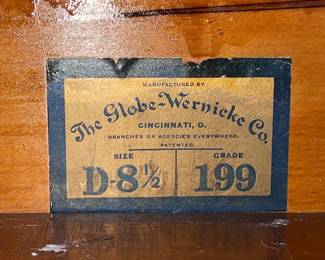 MANUFACTURED BY
The Globe-Wernicke Co.
CINCINNATI, O.
BRANCHES OR AGENCIES EVERYWHERE.
PATENTED
SIZE GRADE
D-8½ 199